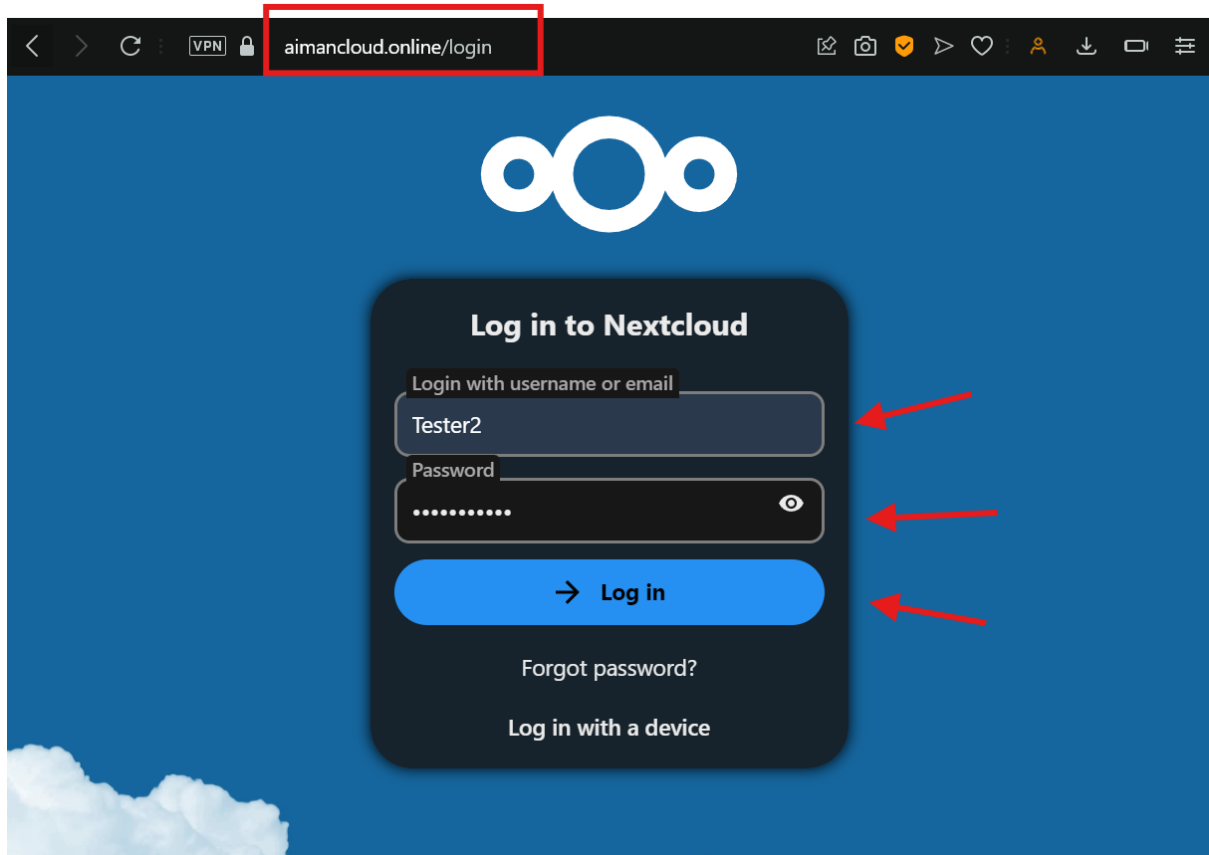 VPN aimancloud.online/login
Log in to Nextcloud
Login with username or email
Tester2
Password
•••••••••••
Log in
Forgot password?
Log in with a device